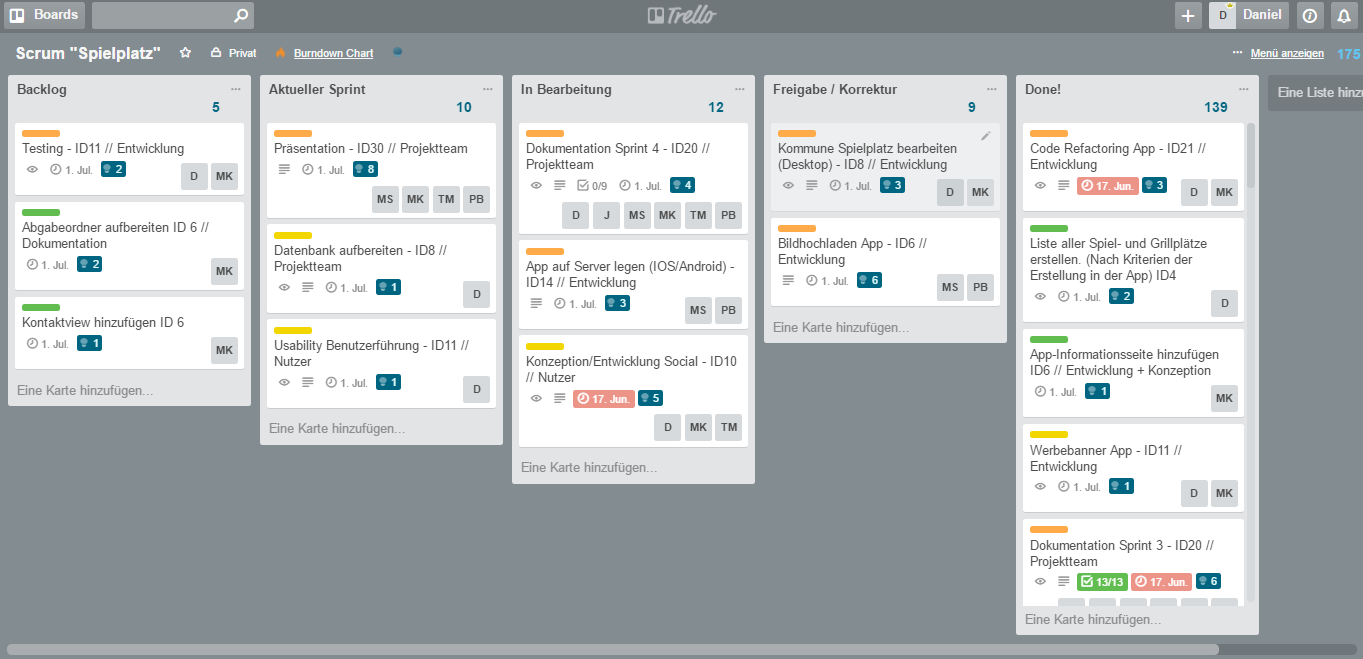 Boards
Trello
D Daniel
Scrum "Spielplatz"
Privat
Burndown Chart
Menü anzeigen
175
Backlog
5
Testing - ID11 // Entwicklung
1. Jul.
2
D MK
Abgabeordner aufbereiten ID 6 //
Dokumentation
1. Jul.
2
MK
Kontaktview hinzufügen ID 6
1. Jul.
1
MK
Eine Karte hinzufügen...
Aktueller Sprint
10
Präsentation - ID30 // Projektteam
1. Jul.
8
MS MK TM PB
Datenbank aufbereiten - ID8 //
Projektteam
1. Jul.
1
D
Usability Benutzerführung - ID11 //
Nutzer
1. Jul.
1
D
Eine Karte hinzufügen...
In Bearbeitung
12
Dokumentation Sprint 4 - ID20 //
Projektteam
0/9
1. Jul.
4
D J MS MK TM PB
App auf Server legen (IOS/Android) -
ID14 // Entwicklung
1. Jul.
3
MS PB
Konzeption/Entwicklung Social - ID10
// Nutzer
17. Jun.
5
D MK TM
Eine Karte hinzufügen...
Freigabe / Korrektur
9
Kommune Spielplatz bearbeiten
(Desktop) - ID8 // Entwicklung
1. Jul.
3
D MK
Bildhochladen App - ID6 //
Entwicklung
1. Jul.
6
MS PB
Eine Karte hinzufügen...
Done!
139
Code Refactoring App - ID21 //
Entwicklung
17. Jun.
3
D MK
Liste aller Spiel- und Grillplätze
erstellen. (Nach Kriterien der
Erstellung in der App) ID4
1. Jul.
2
D
App-Informationsseite hinzufügen
ID6 // Entwicklung + Konzeption
1. Jul.
1
MK
Werbebanner App - ID11 //
Entwicklung
1. Jul.
1
D MK
Dokumentation Sprint 3 - ID20 //
Projektteam
13/13
17. Jun.
6
Eine Karte hinzufügen...
Eine Liste hinzu